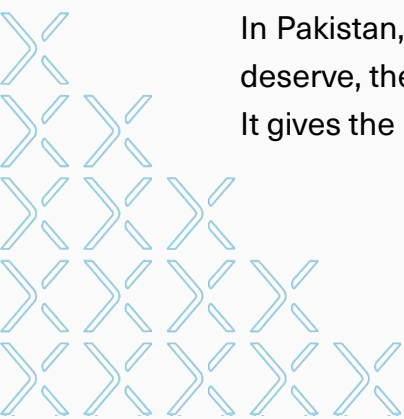 In Pakistan,
deserve, the
It gives the